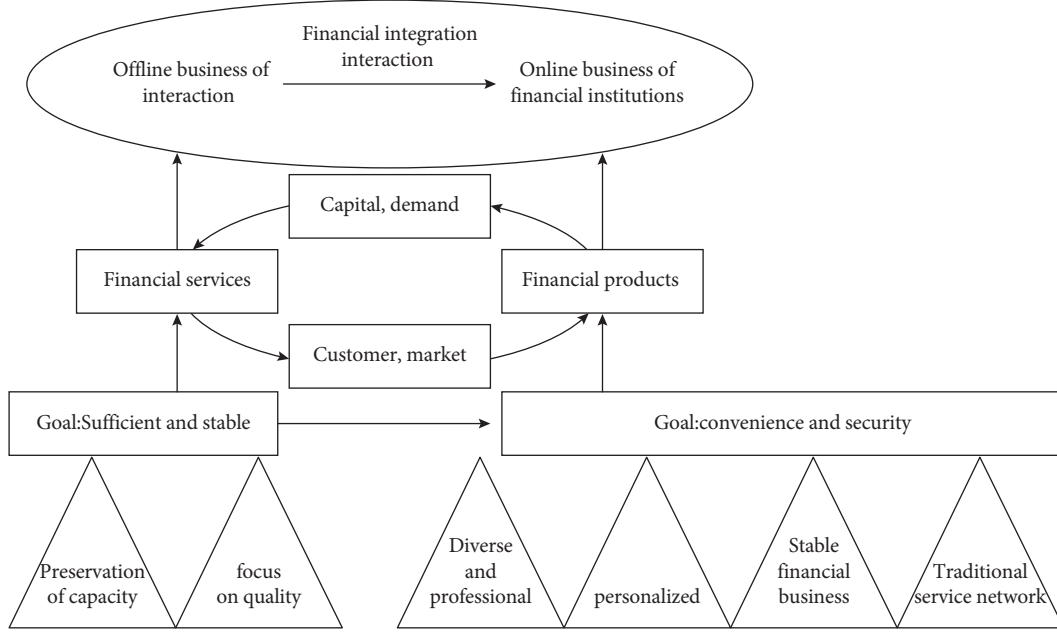 Financial integration
interaction
Offline business of
interaction
Online business of
financial institutions
Capital, demand
Financial services
Financial products
Customer, market
Goal:Sufficient and stable
Goal:convenience and security
Preservation
of capacity
focus
on quality
Diverse
and
professional
personalized
Stable
financial
business
Traditional
service network